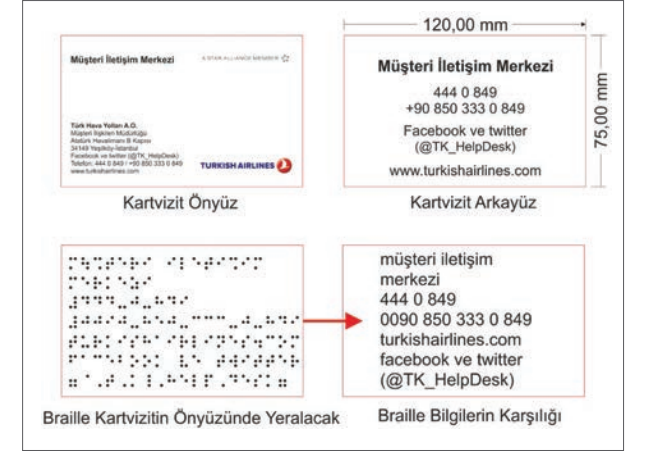 120,00 mm
75,00 mm
Müşteri İletişim Merkezi
A STAR ALLIANCE MEMBER
Türk Hava Yolları A.O.
Müşteri İlişkileri Müdürlüğü
Atatürk Havalimanı B Kapısı
34149 Yeşilköy-İstanbul
Facebook ve twitter (@TK_HelpDesk)
Telefon: 444 0 849 / +90 850 333 0 849
www.turkishairlines.com
TURKISH AIRLINES
Kartvizit Önyüz
Müşteri İletişim Merkezi
444 0 849
+90 850 333 0 849
Facebook ve twitter
(@TK_HelpDesk)
www.turkishairlines.com
Kartvizit Arkayüz
Braille Kartvizitin Önyüzünde Yeralacak
müşteri iletişim
merkezi
444 0 849
0090 850 333 0 849
turkishairlines.com
facebook ve twitter
(@TK_HelpDesk)
Braille Bilgilerin Karşılığı